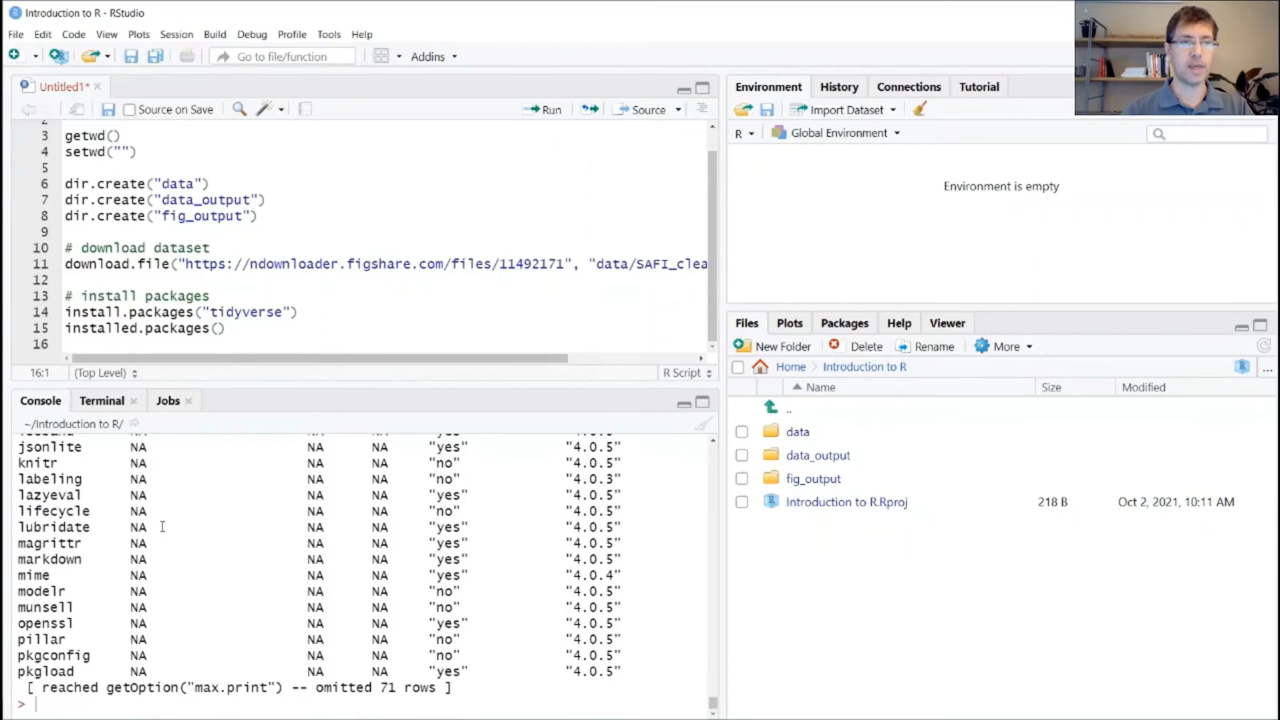 Introduction to R - RStudio
File Edit Code View Plots Session Build Debug Profile Tools Help
Go to file/function Addins
Untitled1*
Source on Save Run Source
2
3 getwd()
4 setwd("")
5
6 dir.create("data")
7 dir.create("data_output")
8 dir.create("fig_output")
9
10 # download dataset
11 download.file("https://ndownloader.figshare.com/files/11492171", "data/SAFI_clea
12
13 # install packages
14 install.packages("tidyverse")
15 installed.packages()
16
16:1 (Top Level) R Script
Console Terminal Jobs
~/Introduction to R/
jsonlite NA NA NA "yes" "4.0.5"
knitr NA NA NA "no" "4.0.5"
labeling NA NA NA "no" "4.0.3"
lazyeval NA NA NA "yes" "4.0.5"
lifecycle NA NA NA "no" "4.0.5"
lubridate NA NA NA "yes" "4.0.5"
magrittr NA NA NA "yes" "4.0.5"
markdown NA NA NA "yes" "4.0.5"
mime NA NA NA "yes" "4.0.4"
modelr NA NA NA "no" "4.0.5"
munsell NA NA NA "no" "4.0.5"
openssl NA NA NA "yes" "4.0.5"
pillar NA NA NA "no" "4.0.5"
pkgconfig NA NA NA "no" "4.0.5"
pkgload NA NA NA "yes" "4.0.5"
[ reached getOption("max.print") -- omitted 71 rows ]
>
Environment History Connections Tutorial
Import Dataset
R Global Environment
Environment is empty
Files Plots Packages Help Viewer
New Folder Delete Rename More
Home Introduction to R ...
Name Size Modified
..
data
data_output
fig_output
Introduction to R.Rproj 218 B Oct 2, 2021, 10:11 AM